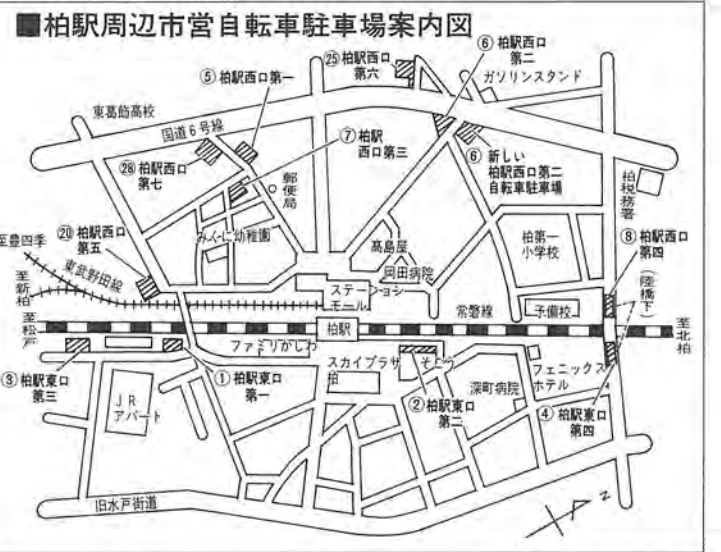 ■柏駅周辺市営自転車駐車場案内図
㉕柏駅西口
第六
⑥柏駅西口
第二
ガソリンスタンド
⑤柏駅西口第一
東葛飾高校
国道6号線
⑦柏駅
西口第三
⑥新しい
柏駅西口第二
自転車駐車場
㉘柏駅西口
第七
郵便局
柏税務署
⑳柏駅西口
第五
みくに幼稚園
髙島屋
柏第一
小学校
⑧柏駅西口
第四
(陸橋下)
至豊四季
東武野田線
岡田病院
ステーション
モール
至新柏
常磐線
予備校
至松戸
柏駅
至北柏
ファミリかしわ
スカイプラザ
柏
そごう
フェニックス
ホテル
③柏駅東口
第三
①柏駅東口
第一
②柏駅東口
第二
深町病院
④柏駅東口
第四
JR
アパート
旧水戸街道
N